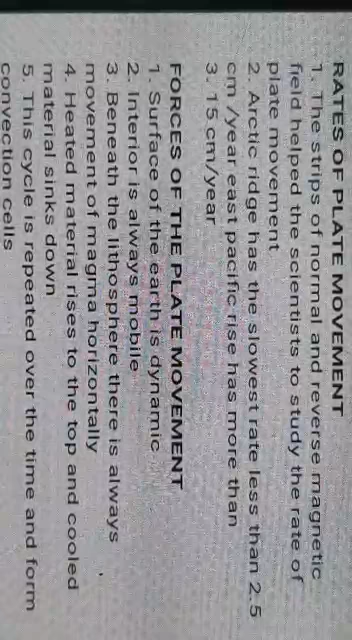 RATES OF PLATE MOVEMENT
1. The strips of normal and reverse magnetic
field helped the scientists to study the rate of
plate movement
2. Arctic ridge has the slowest rate less than 2.5
cm /year east pacific rise has more than
3. 15 cm/year
FORCES OF THE PLATE MOVEMENT
1. Surface of the earth is dynamic
2. Interior is always mobile
3. Beneath the lithosphere there is always
movement of magma horizontally
4. Heated material rises to the top and cooled
material sinks down
5. This cycle is repeated over the time and form
convection cells